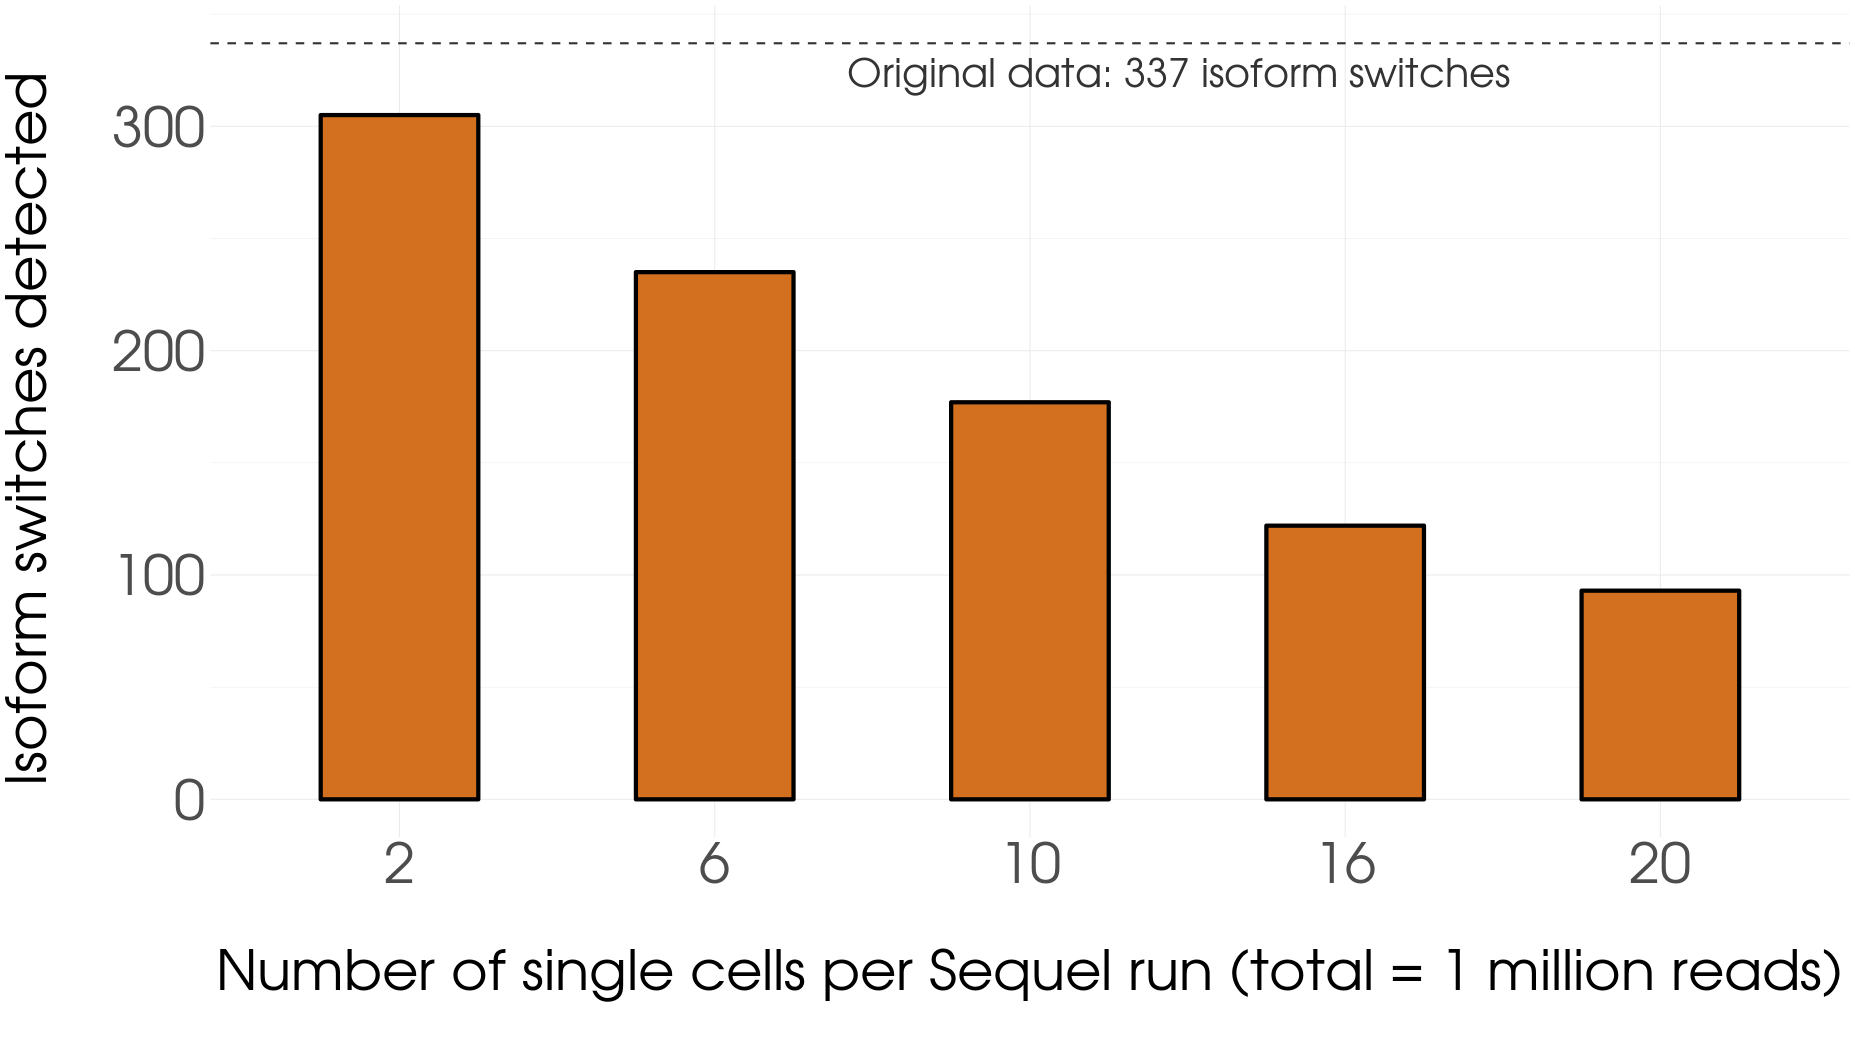 Original data: 337 isoform switches
Isoform switches detected
300
200
100
0
2 6 10 16 20
Number of single cells per Sequel run (total = 1 million reads)